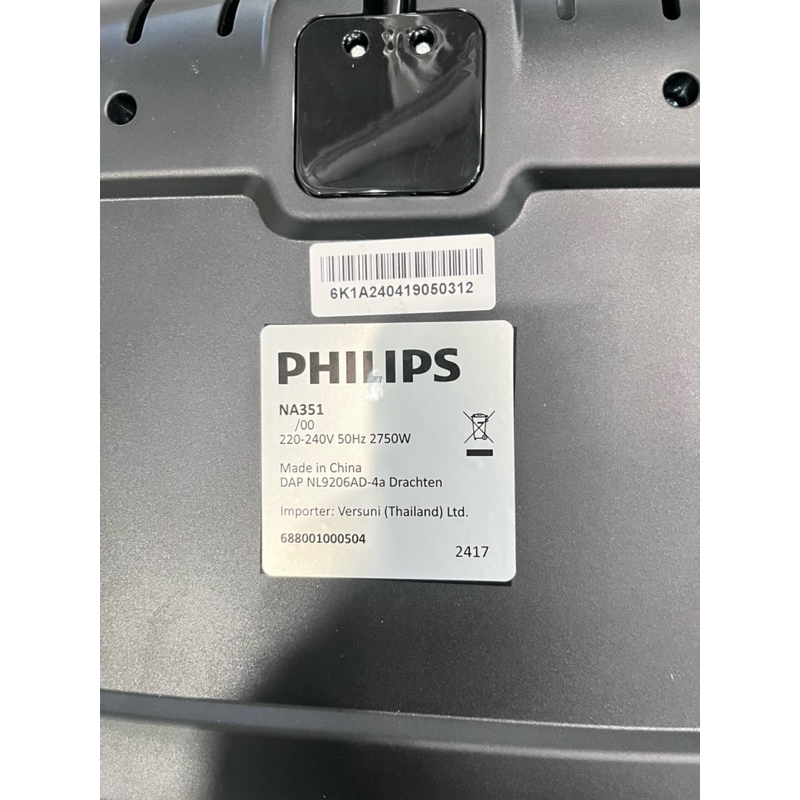 6K1A240419050312
PHILIPS
NA351
/00
220-240V 50Hz 2750W
Made in China
DAP NL9206AD-4a Drachten
Importer: Versuni (Thailand) Ltd.
688001000504
2417